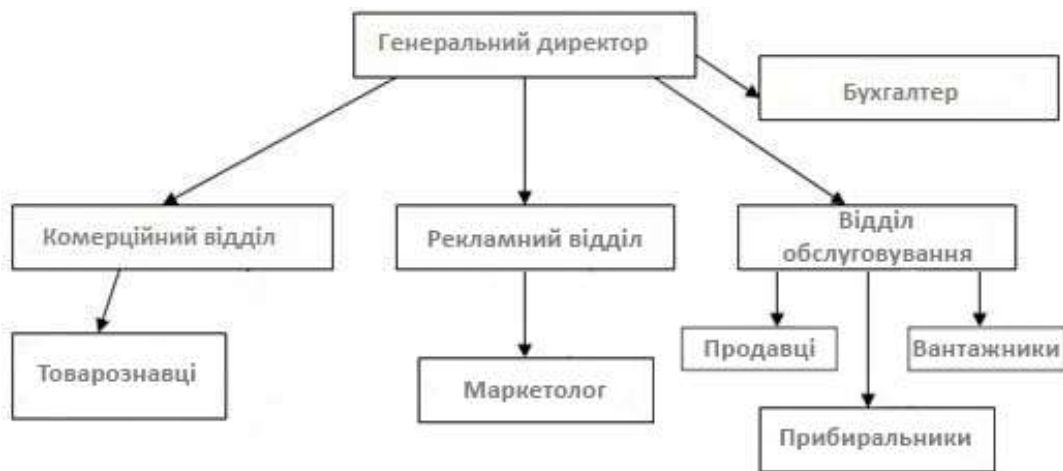 Генеральний директор
Бухгалтер
Комерційний відділ
Рекламний відділ
Відділ
обслуговування
Товарознавці
Маркетолог
Продавці
Вантажники
Прибиральники